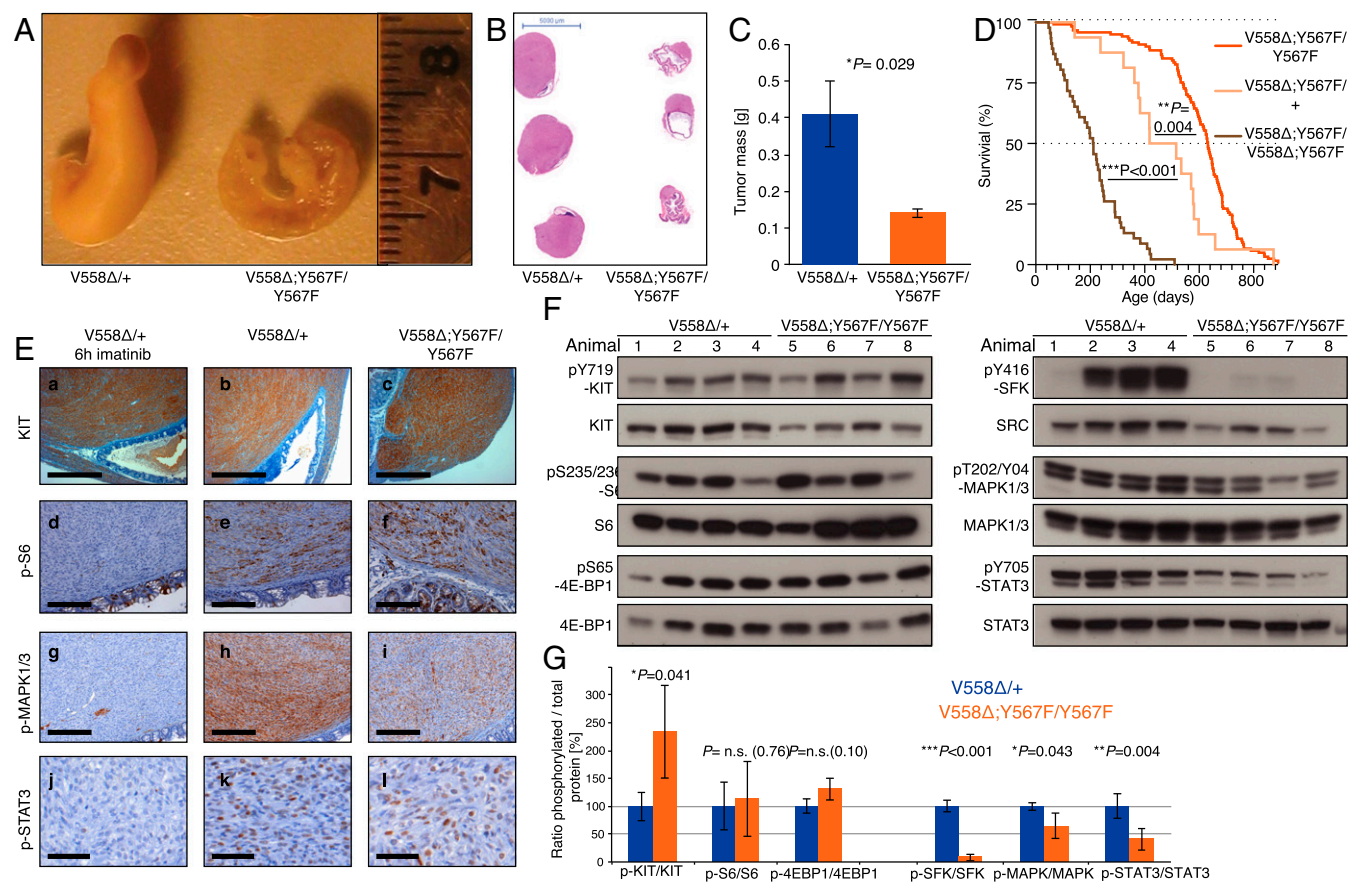 A
8
7
V558Δ/+
V558Δ;Y567F/
Y567F
B
5000 µm
V558Δ/+
V558Δ;Y567F/
Y567F
C
0.6
0.5
0.4
0.3
0.2
0.1
0
Tumor mass [g]
*P= 0.029
V558Δ/+
V558Δ;Y567F/
Y567F
D
100
75
50
25
0
Survivial (%)
0
200
400
600
800
Age (days)
V558Δ;Y567F/
Y567F
V558Δ;Y567F/
+
V558Δ;Y567F/
V558Δ;Y567F
**P=
0.004
***P<0.001
E
V558Δ/+
6h imatinib
V558Δ/+
V558Δ;Y567F/
Y567F
KIT
a
b
c
p-S6
d
e
f
p-MAPK1/3
g
h
i
p-STAT3
j
k
l
F
V558Δ/+
V558Δ;Y567F/Y567F
Animal 1 2 3 4 5 6 7 8
pY719
-KIT
KIT
pS235/236
-S6
S6
pS65
-4E-BP1
4E-BP1
V558Δ/+
V558Δ;Y567F/Y567F
Animal 1 2 3 4 5 6 7 8
pY416
-SFK
SRC
pT202/Y04
-MAPK1/3
MAPK1/3
pY705
-STAT3
STAT3
G
Ratio phosphorylated / total
protein [%]
300
250
200
150
100
50
0
*P=0.041
P= n.s. (0.76)
P=n.s.(0.10)
***P<0.001
*P=0.043
**P=0.004
V558Δ/+
V558Δ;Y567F/Y567F
p-KIT/KIT
p-S6/S6
p-4EBP1/4EBP1
p-SFK/SFK
p-MAPK/MAPK
p-STAT3/STAT3